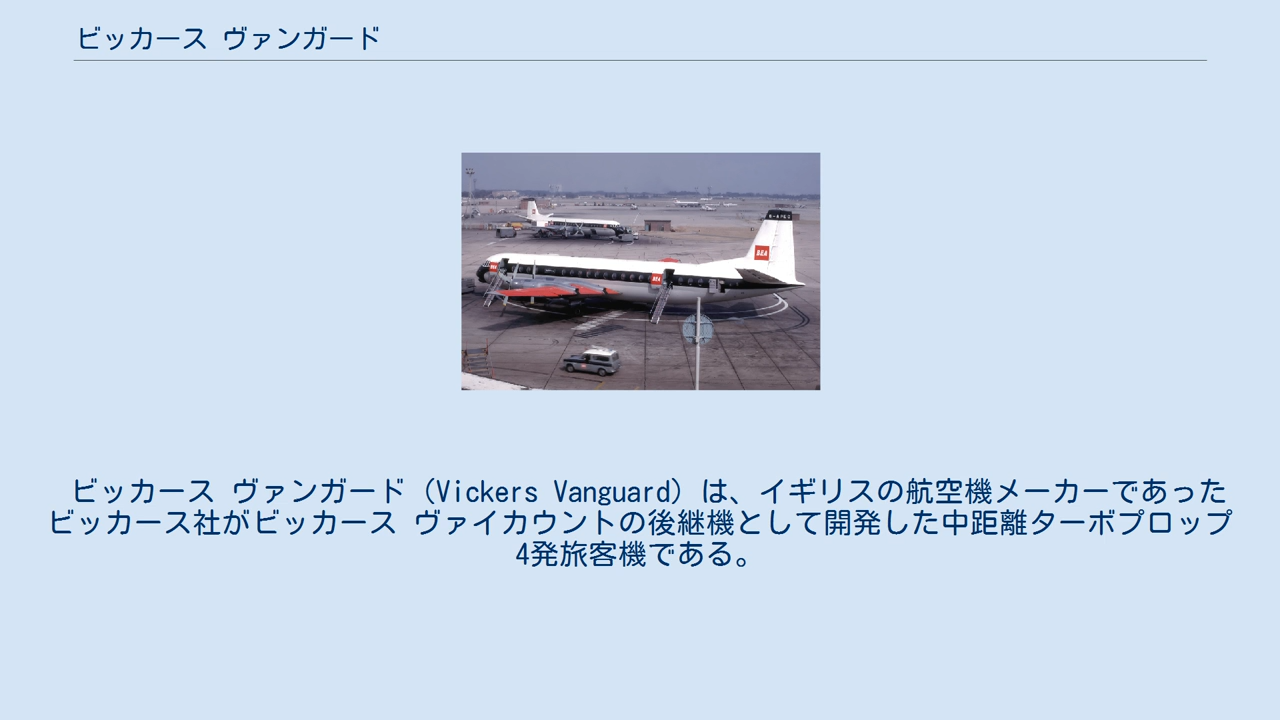 ビッカース ヴァンガード
BEA
BEA
BEA
ビッカース ヴァンガード（Vickers Vanguard）は、イギリスの航空機メーカーであった
ビッカース社がビッカース ヴァイカウントの後継機として開発した中距離ターボプロップ
4発旅客機である。